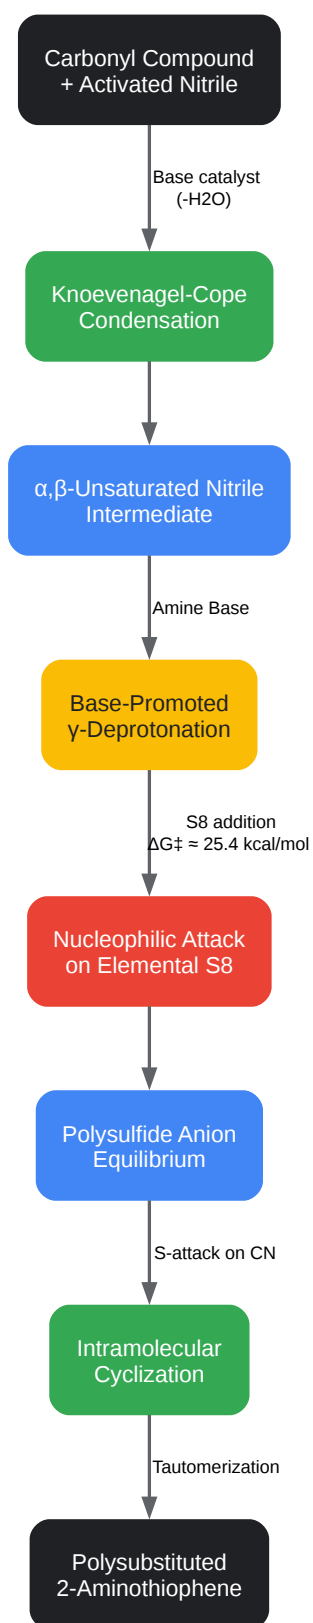 Carbonyl Compound
+ Activated Nitrile
Base catalyst
(-H2O)
Knoevenagel-Cope
Condensation
α,β-Unsaturated Nitrile
Intermediate
Amine Base
Base-Promoted
γ-Deprotonation
S8 addition
ΔG‡ ≈ 25.4 kcal/mol
Nucleophilic Attack
on Elemental S8
Polysulfide Anion
Equilibrium
S-attack on CN
Intramolecular
Cyclization
Tautomerization
Polysubstituted
2-Aminothiophene